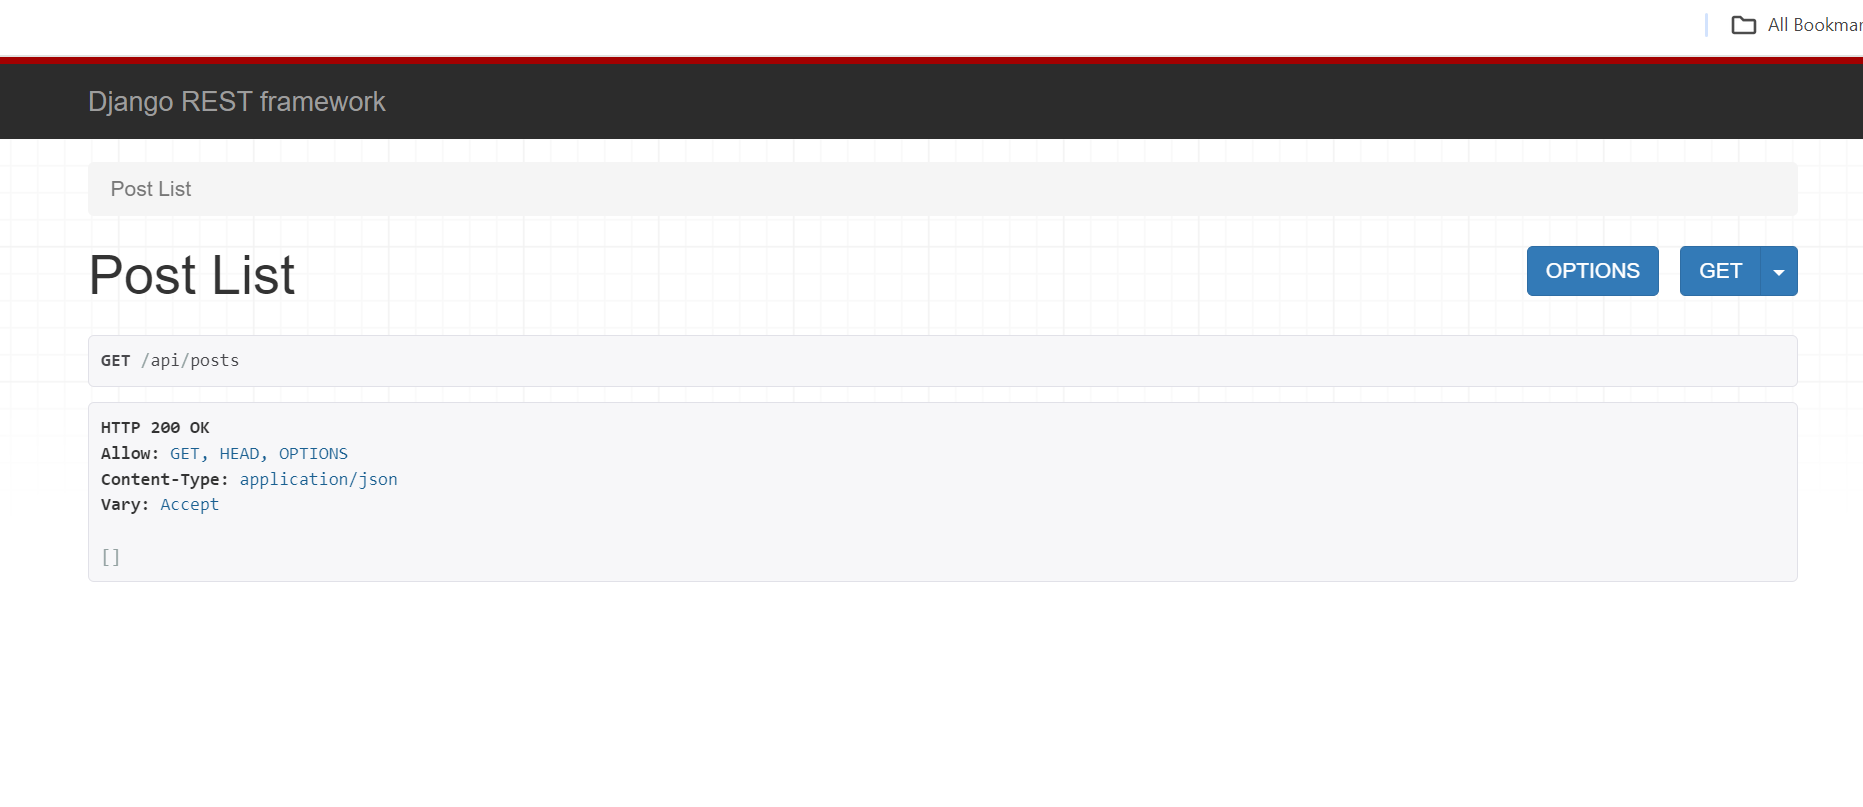 All Bookmar
Django REST framework
Post List
Post List
OPTIONS
GET
GET /api/posts
HTTP 200 OK
Allow: GET, HEAD, OPTIONS
Content-Type: application/json
Vary: Accept
[]